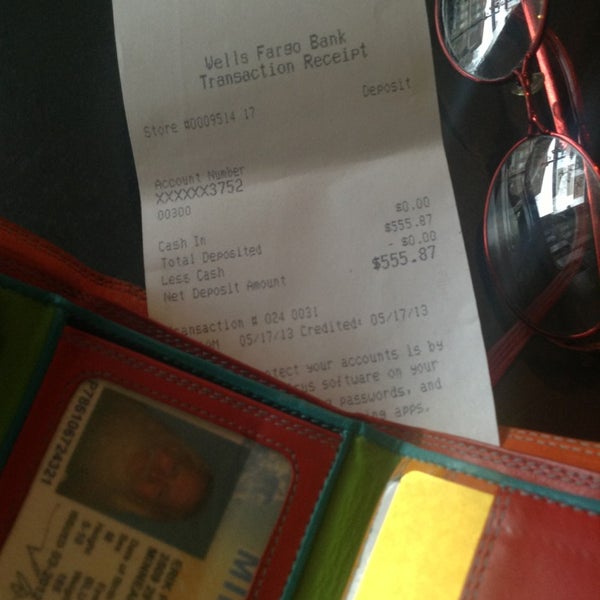 Wells Fargo Bank
Transaction Receipt
Deposit
Store #0009514 17
Account Number
XXXXXX3752
00300
Cash In $0.00
Total Deposited $555.87
Less Cash - $0.00
Net Deposit Amount $555.87
Transaction # 024 0031
05/17/13 Credited: 05/17/13
your accounts is by
software on your
passwords, and
apps.